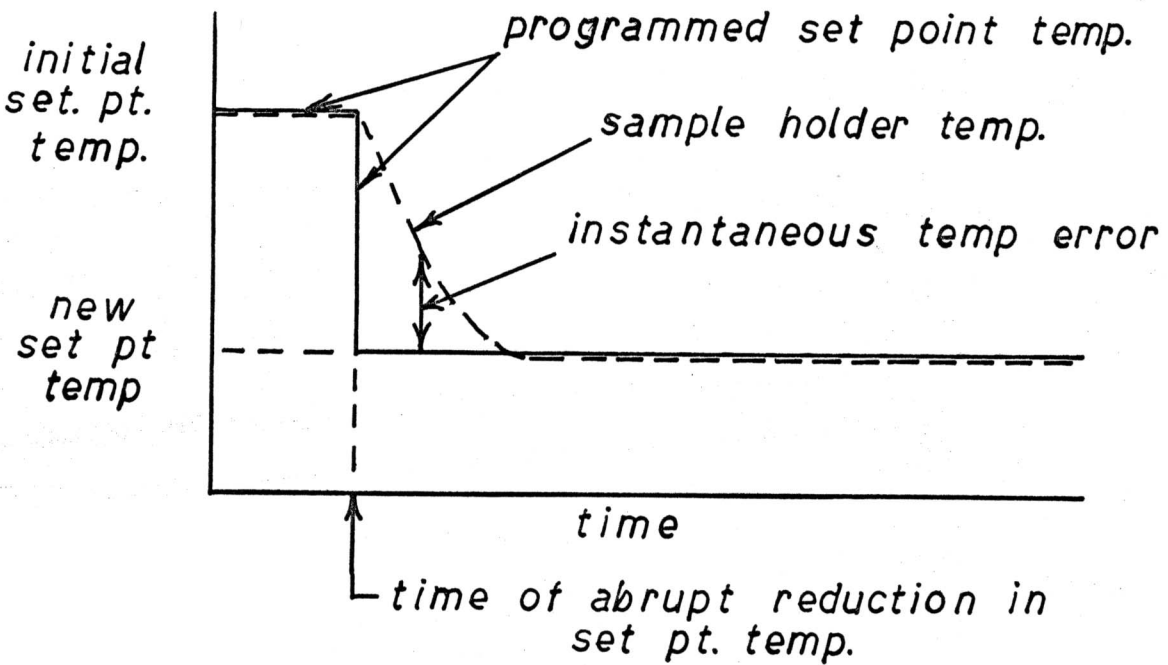 programmed set point temp.
initial
set. pt.
temp.
sample holder temp.
instantaneous temp error
new
set pt
temp
time
time of abrupt reduction in
set pt. temp.